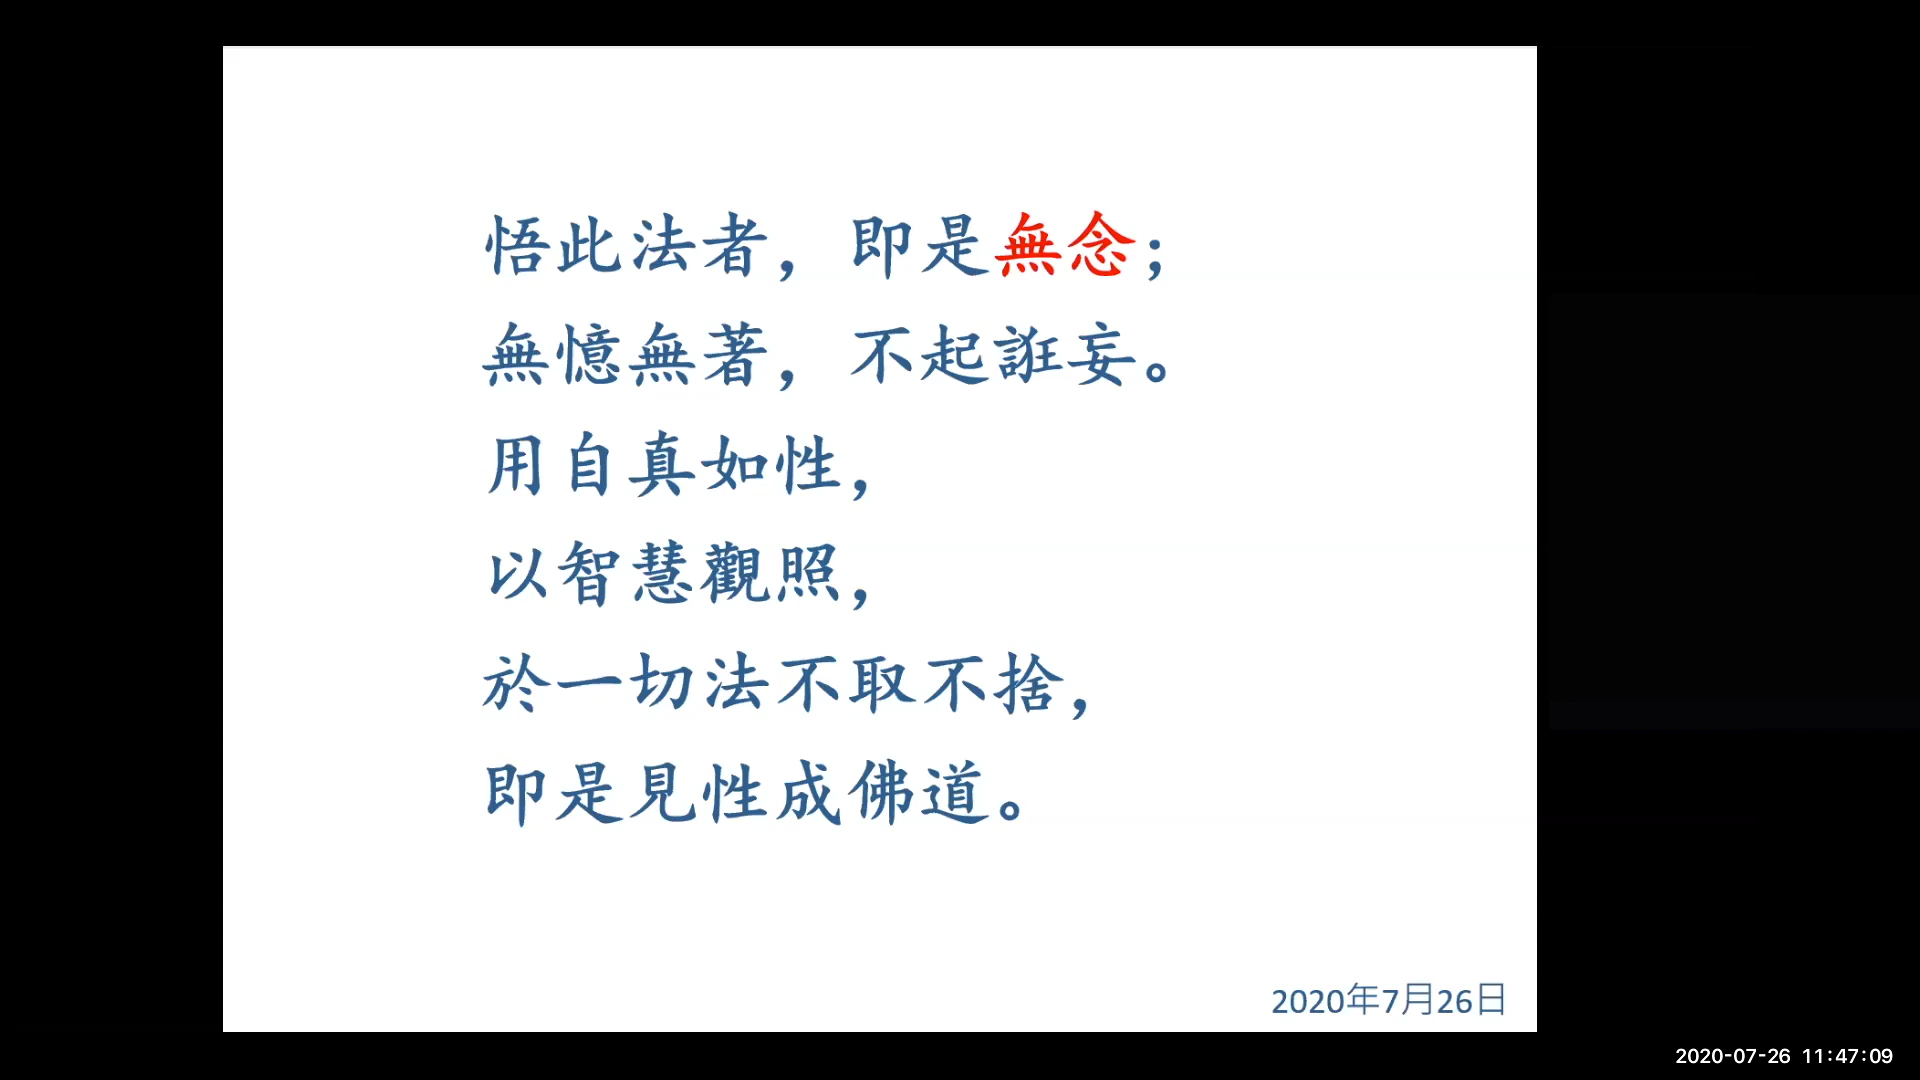 悟此法者，即是無念；
無憶無著，不起誑妄。
用自真如性，
以智慧觀照，
於一切法不取不捨，
即是見性成佛道。
2020年7月26日
2020-07-26 11:47:09